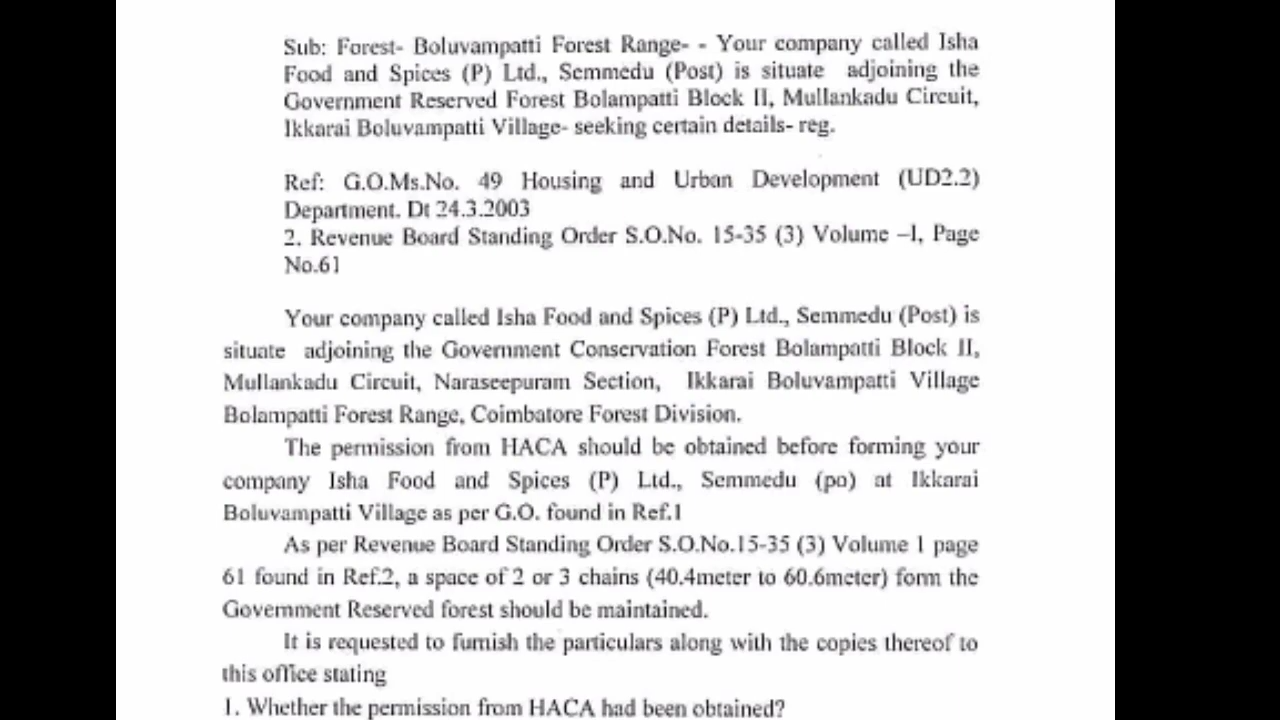 Sub: Forest- Boluvampatti Forest Range- - Your company called Isha
Food and Spices (P) Ltd., Semmedu (Post) is situate adjoining the
Government Reserved Forest Bolampatti Block II, Mullankadu Circuit,
Ikkarai Boluvampatti Village- seeking certain details- reg.
Ref: G.O.Ms.No. 49 Housing and Urban Development (UD2.2)
Department. Dt 24.3.2003
2. Revenue Board Standing Order S.O.No. 15-35 (3) Volume –I, Page
No.61
Your company called Isha Food and Spices (P) Ltd., Semmedu (Post) is
situate adjoining the Government Conservation Forest Bolampatti Block II,
Mullankadu Circuit, Naraseepuram Section, Ikkarai Boluvampatti Village
Bolampatti Forest Range, Coimbatore Forest Division.
The permission from HACA should be obtained before forming your
company Isha Food and Spices (P) Ltd., Semmedu (po) at Ikkarai
Boluvampatti Village as per G.O. found in Ref.1
As per Revenue Board Standing Order S.O.No.15-35 (3) Volume 1 page
61 found in Ref.2, a space of 2 or 3 chains (40.4meter to 60.6meter) form the
Government Reserved forest should be maintained.
It is requested to furnish the particulars along with the copies thereof to
this office stating
1. Whether the permission from HACA had been obtained?